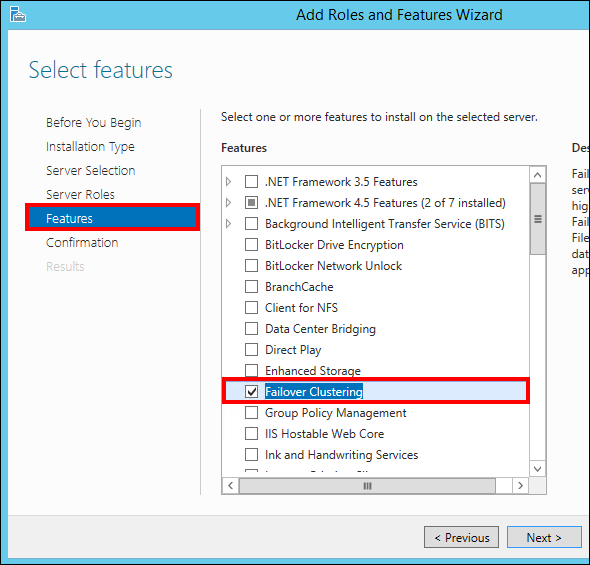 Add Roles and Features Wizard
Select features
Before You Begin
Installation Type
Server Selection
Server Roles
Features
Confirmation
Results
Select one or more features to install on the selected server.
Features
.NET Framework 3.5 Features
.NET Framework 4.5 Features (2 of 7 installed)
Background Intelligent Transfer Service (BITS)
BitLocker Drive Encryption
BitLocker Network Unlock
BranchCache
Client for NFS
Data Center Bridging
Direct Play
Enhanced Storage
Failover Clustering
Group Policy Management
IIS Hostable Web Core
Ink and Handwriting Services
Des
Fail
serv
hig
Fail
File
dat
app
< Previous
Next >